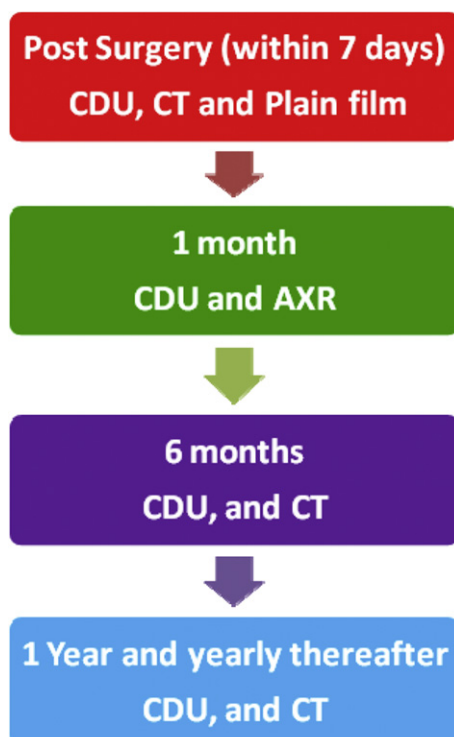 Post Surgery (within 7 days)
CDU, CT and Plain film
1 month
CDU and AXR
6 months
CDU, and CT
1 Year and yearly thereafter
CDU, and CT